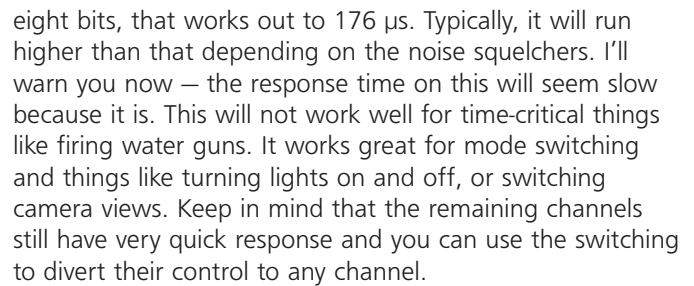 eight bits, that works out to 176 µs. Typically, it will run
higher than that depending on the noise squelchers. I’ll
warn you now — the response time on this will seem slow
because it is. This will not work well for time-critical things
like firing water guns. It works great for mode switching
and things like turning lights on and off, or switching
camera views. Keep in mind that the remaining channels
still have very quick response and you can use the switching
to divert their control to any channel.